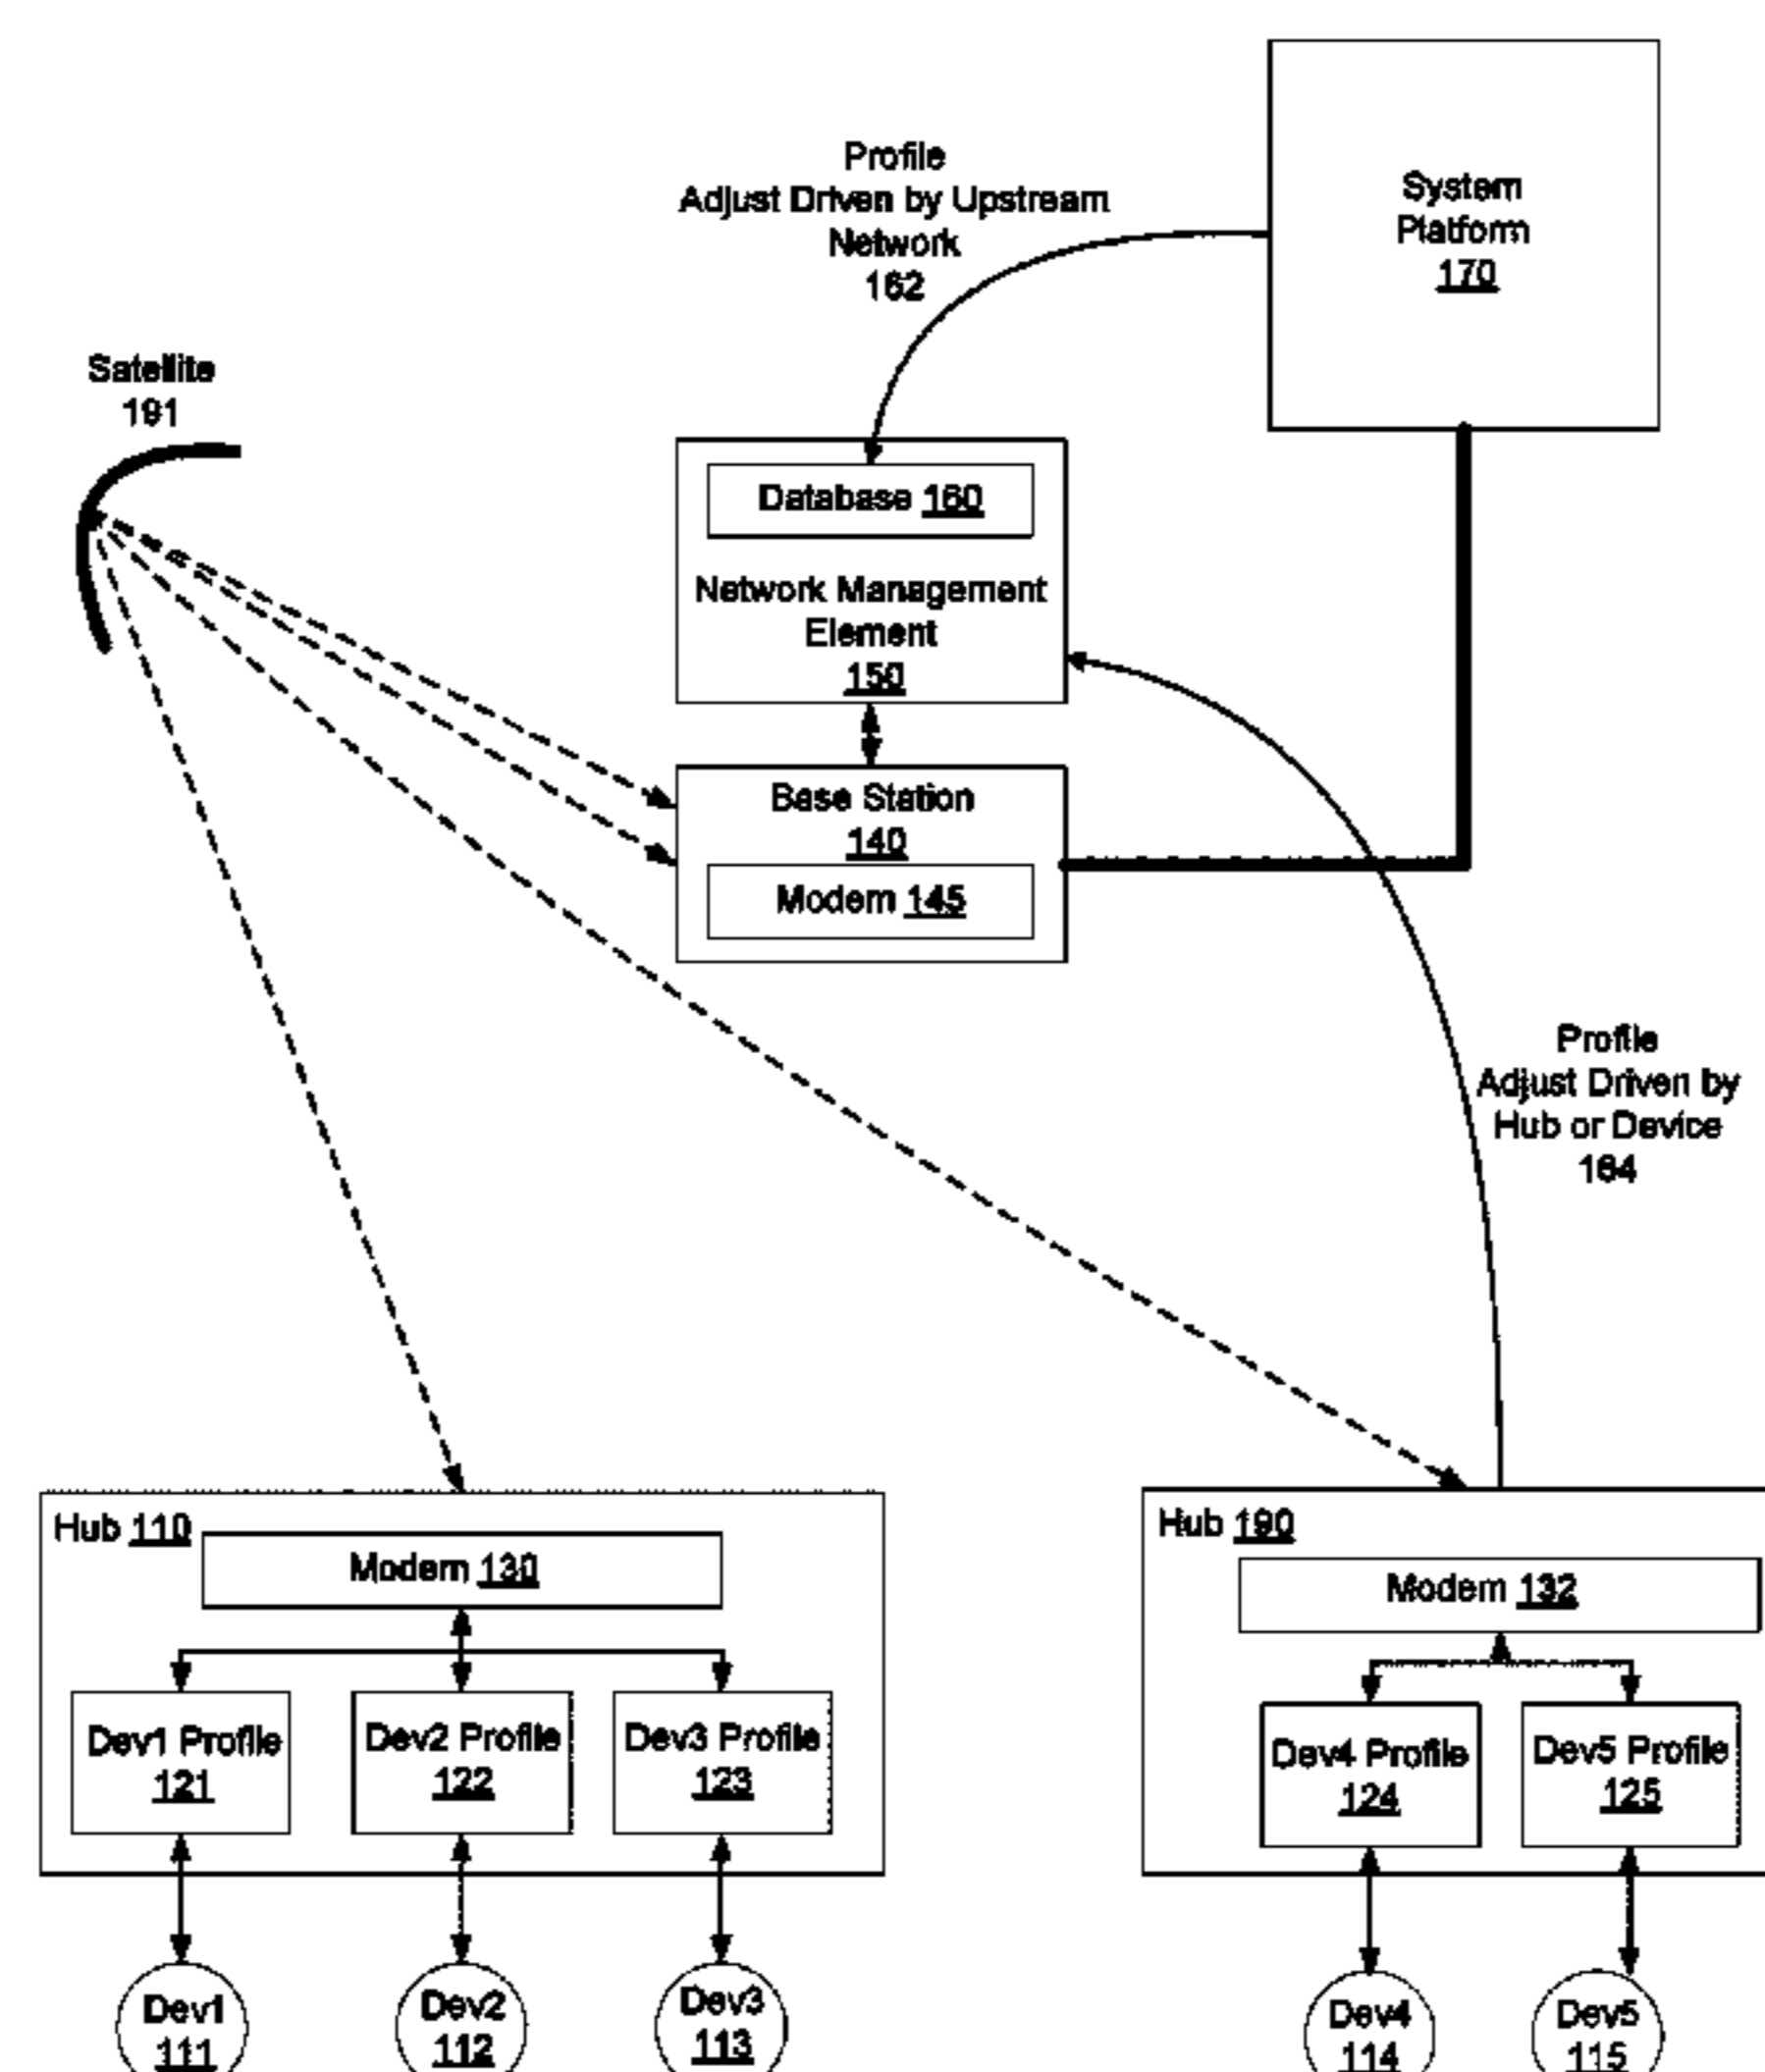 Profile
Adjust Driven by Upstream
Network
162
System
Platform
170
Satellite
191
Database 160
Network Management
Element
150
Base Station
140
Modem 145
Profile
Adjust Driven by
Hub or Device
164
Hub 110
Modem 130
Dev1 Profile
121
Dev2 Profile
122
Dev3 Profile
123
Hub 190
Modem 132
Dev4 Profile
124
Dev5 Profile
125
Dev1
111
Dev2
112
Dev3
113
Dev4
114
Dev5
115